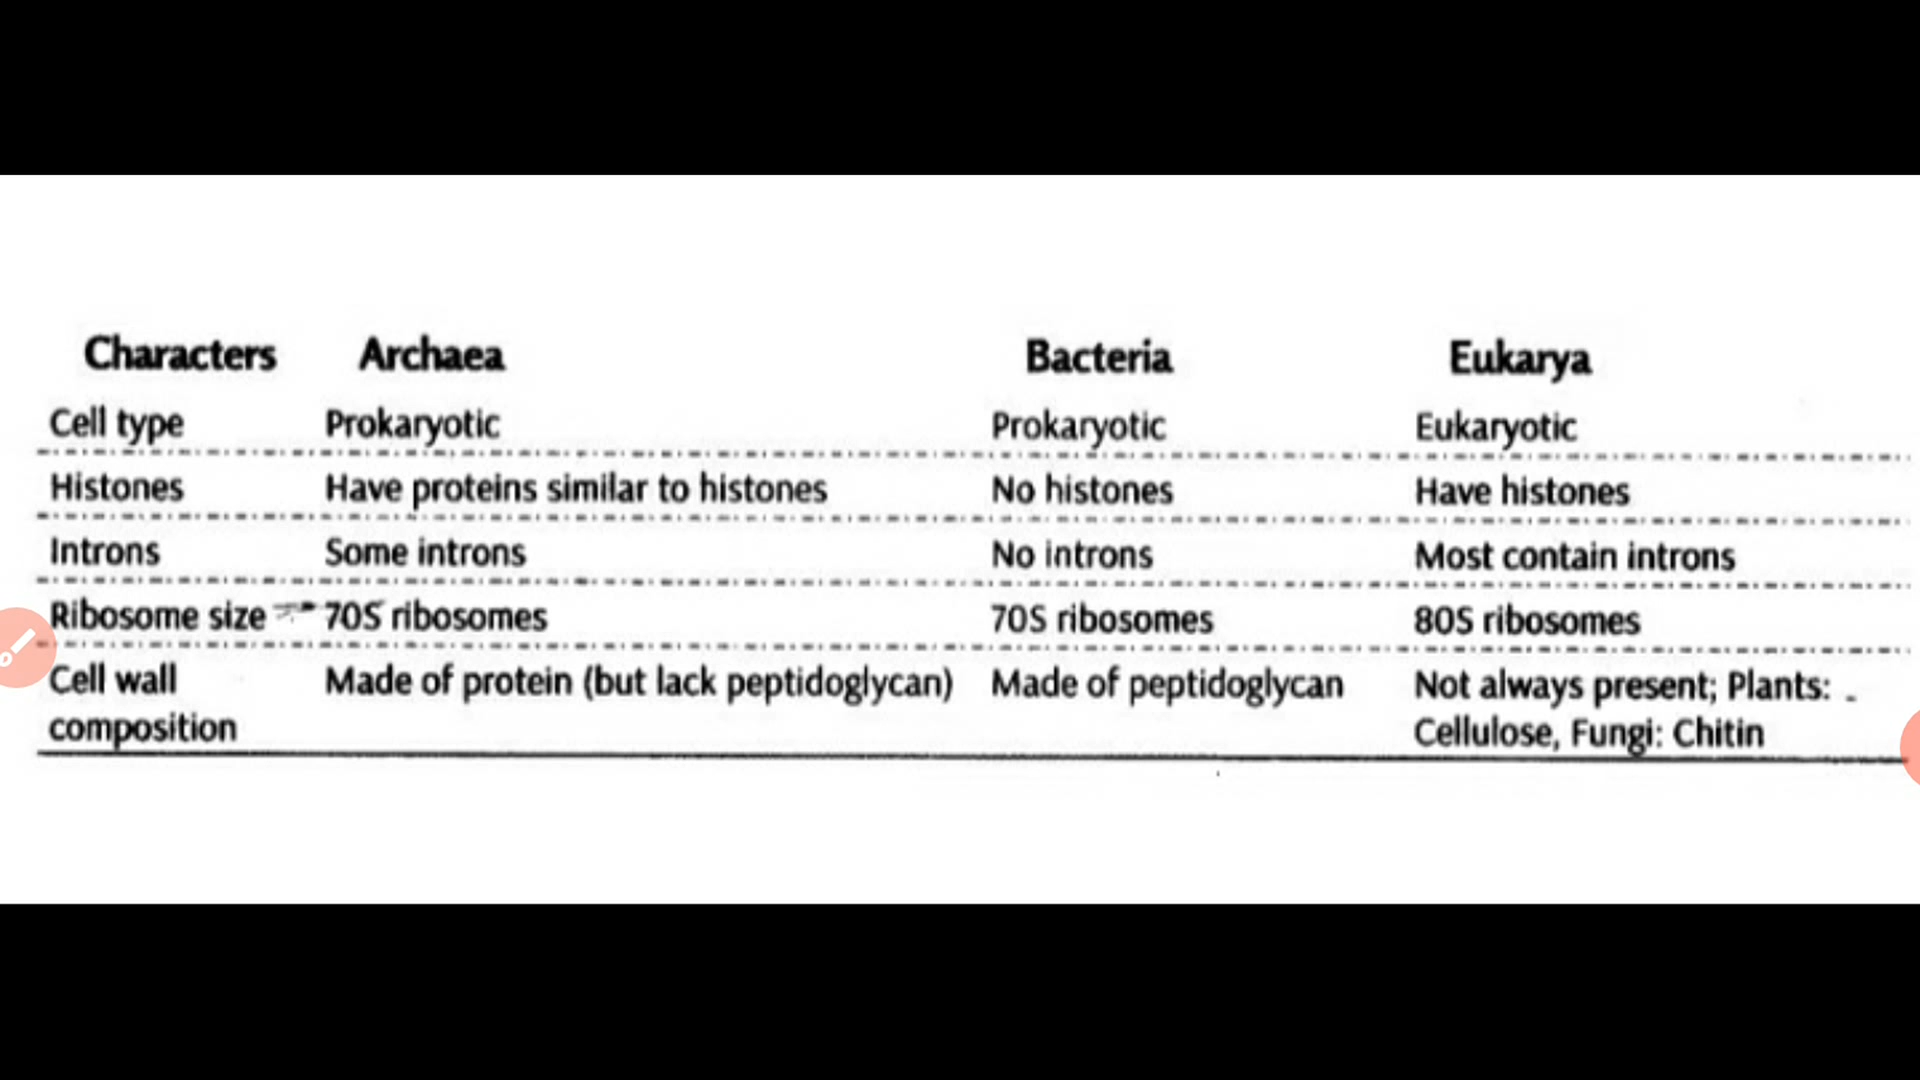 Characters Archaea Bacteria Eukarya
Cell type Prokaryotic Prokaryotic Eukaryotic
Histones Have proteins similar to histones No histones Have histones
Introns Some introns No introns Most contain introns
Ribosome size 70S ribosomes 70S ribosomes 80S ribosomes
Cell wall Made of protein (but lack peptidoglycan) Made of peptidoglycan Not always present; Plants:
composition Cellulose, Fungi: Chitin